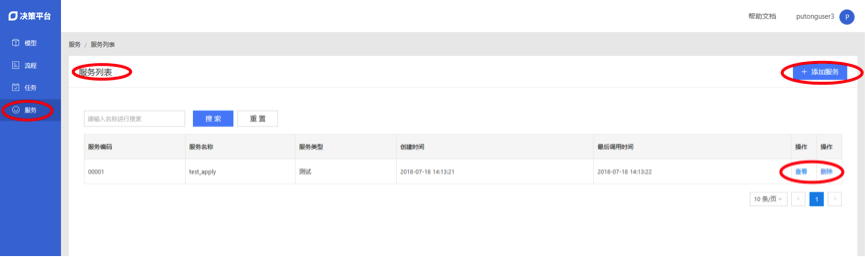 决策平台
帮助文档 putonguser3 P
模型
流程
任务
服务
服务 / 服务列表
服务列表
+ 添加服务
请输入名称进行搜索 搜索 重置
服务编码 服务名称 服务类型 创建时间 最后调用时间 操作 操作
00001 test_apply 测试 2018-07-18 14:13:21 2018-07-18 14:13:22 查看 删除
10 条/页 < 1 >